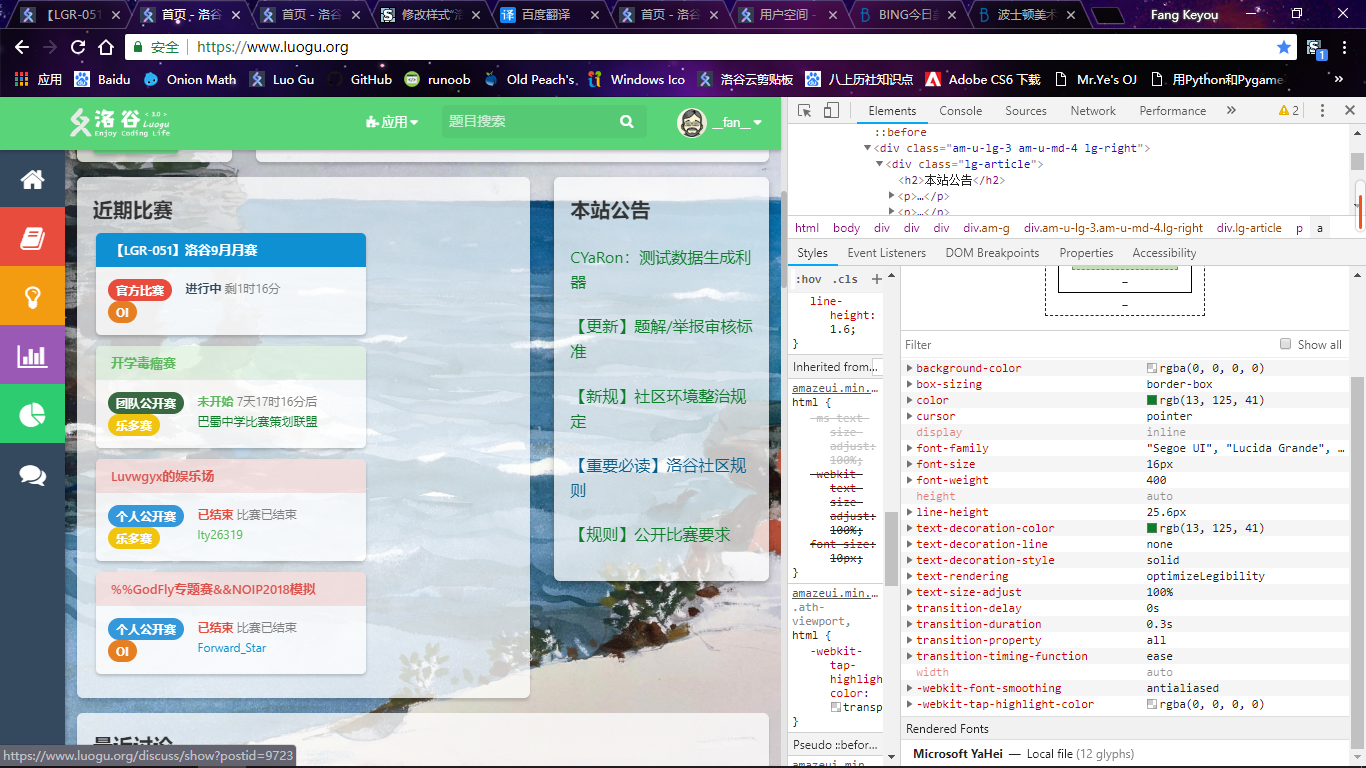 【LGR-051
首页 - 洛谷
首页 - 洛谷
修改样式"洛
百度翻译
首页 - 洛谷
用户空间 -
BING今日美
波士顿美术
Fang Keyou
安全
https://www.luogu.org
应用
Baidu
Onion Math
Luo Gu
GitHub
runoob
Old Peach's.
Windows Ico
洛谷云剪贴板
八上历社知识点
Adobe CS6 下载
Mr.Ye's OJ
用Python和Pygame
»
洛谷 < 3.0 > Luogu
Enjoy Coding Life
应用
题目搜索
__fan__
近期比赛
【LGR-051】洛谷9月月赛
官方比赛
OI
进行中 剩1时16分
开学毒瘤赛
团队公开赛
乐多赛
未开始 7天17时16分后
巴蜀中学比赛策划联盟
Luvwgyx的娱乐场
个人公开赛
乐多赛
已结束 比赛已结束
lty26319
%%GodFly专题赛&&NOIP2018模拟
个人公开赛
OI
已结束 比赛已结束
Forward_Star
最近讨论
本站公告
CYaRon：测试数据生成利
器
【更新】题解/举报审核标
准
【新规】社区环境整治规
定
【重要必读】洛谷社区规
则
【规则】公开比赛要求
https://www.luogu.org/discuss/show?postid=9723
Elements
Console
Sources
Network
Performance
»
2
::before
<div class="am-u-lg-3 am-u-md-4 lg-right">
<div class="lg-article">
<h2>本站公告</h2>
<p>…</p>
<p>…</p>
html body div div div div.am-g div.am-u-lg-3.am-u-md-4.lg-right div.lg-article p a
Styles
Event Listeners
DOM Breakpoints
Properties
Accessibility
:hov .cls +
line-
height:
1.6;
}
Inherited from…
amazeui.min.…
html {
-ms-text-
size-
adjust:
100%;
-webkit-
text-
size-
adjust:
100%;
font-size:
10px;
}
amazeui.min.…
.ath-
viewport,
html {
-webkit-
tap-
highligh
color:
transp
}
Pseudo ::befor…
amazeui.min.…
–
–
Filter
Show all
background-color rgba(0, 0, 0, 0)
box-sizing border-box
color rgb(13, 125, 41)
cursor pointer
display inline
font-family "Segoe UI", "Lucida Grande", …
font-size 16px
font-weight 400
height auto
line-height 25.6px
text-decoration-color rgb(13, 125, 41)
text-decoration-line none
text-decoration-style solid
text-rendering optimizeLegibility
text-size-adjust 100%
transition-delay 0s
transition-duration 0.3s
transition-property all
transition-timing-function ease
width auto
-webkit-font-smoothing antialiased
-webkit-tap-highlight-color rgba(0, 0, 0, 0)
Rendered Fonts
Microsoft YaHei — Local file (12 glyphs)